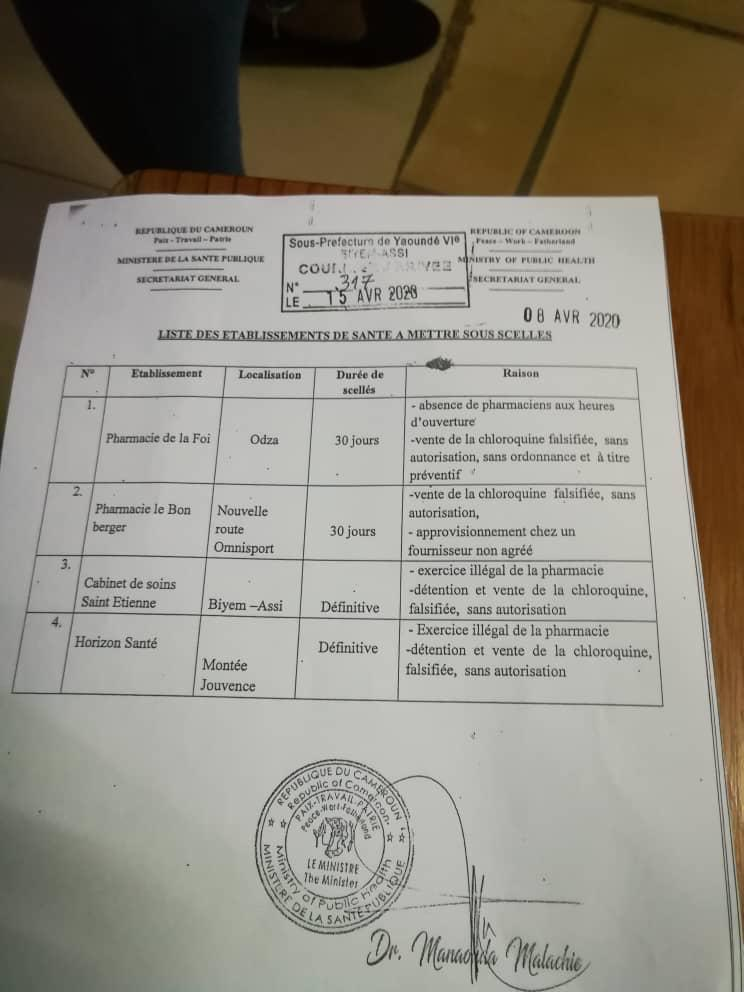 REPUBLIQUE DU CAMEROUN
Paix - Travail – Patrie
MINISTERE DE LA SANTE PUBLIQUE
SECRETARIAT GENERAL
Sous-Prefecture de Yaoundé VIe
BIYEM-ASSI
N° 317
LE 15 AVR 2020
REPUBLIC OF CAMEROON
Peace – Work – Fatherland
MINISTRY OF PUBLIC HEALTH
SECRETARY GENERAL
08 AVR 2020
LISTE DES ETABLISSEMENTS DE SANTE A METTRE SOUS SCELLES
N° Etablissement Localisation Durée de scellés Raison
1. Pharmacie de la Foi Odza 30 jours
- absence de pharmaciens aux heures
d'ouverture
-vente de la chloroquine falsifiée, sans
autorisation, sans ordonnance et à titre
préventif
2. Pharmacie le Bon
berger
Nouvelle
route
Omnisport
30 jours
-vente de la chloroquine falsifiée, sans
autorisation,
- approvisionnement chez un
fournisseur non agréé
3. Cabinet de soins
Saint Etienne
Biyem –Assi
Définitive
- exercice illégal de la pharmacie
-détention et vente de la chloroquine,
falsifiée, sans autorisation
4. Horizon Santé
Montée
Jouvence
Définitive
- Exercice illégal de la pharmacie
-détention et vente de la chloroquine,
falsifiée, sans autorisation
REPUBLIQUE DU CAMEROUN
Republic of Cameroon
PAIX-TRAVAIL-PATRIE
Peace-Work-Fatherland
LE MINISTRE
The Minister
Ministry of Public Health
MINISTERE DE LA SANTE PUBLIQUE
Dr. Manaouda Malachie